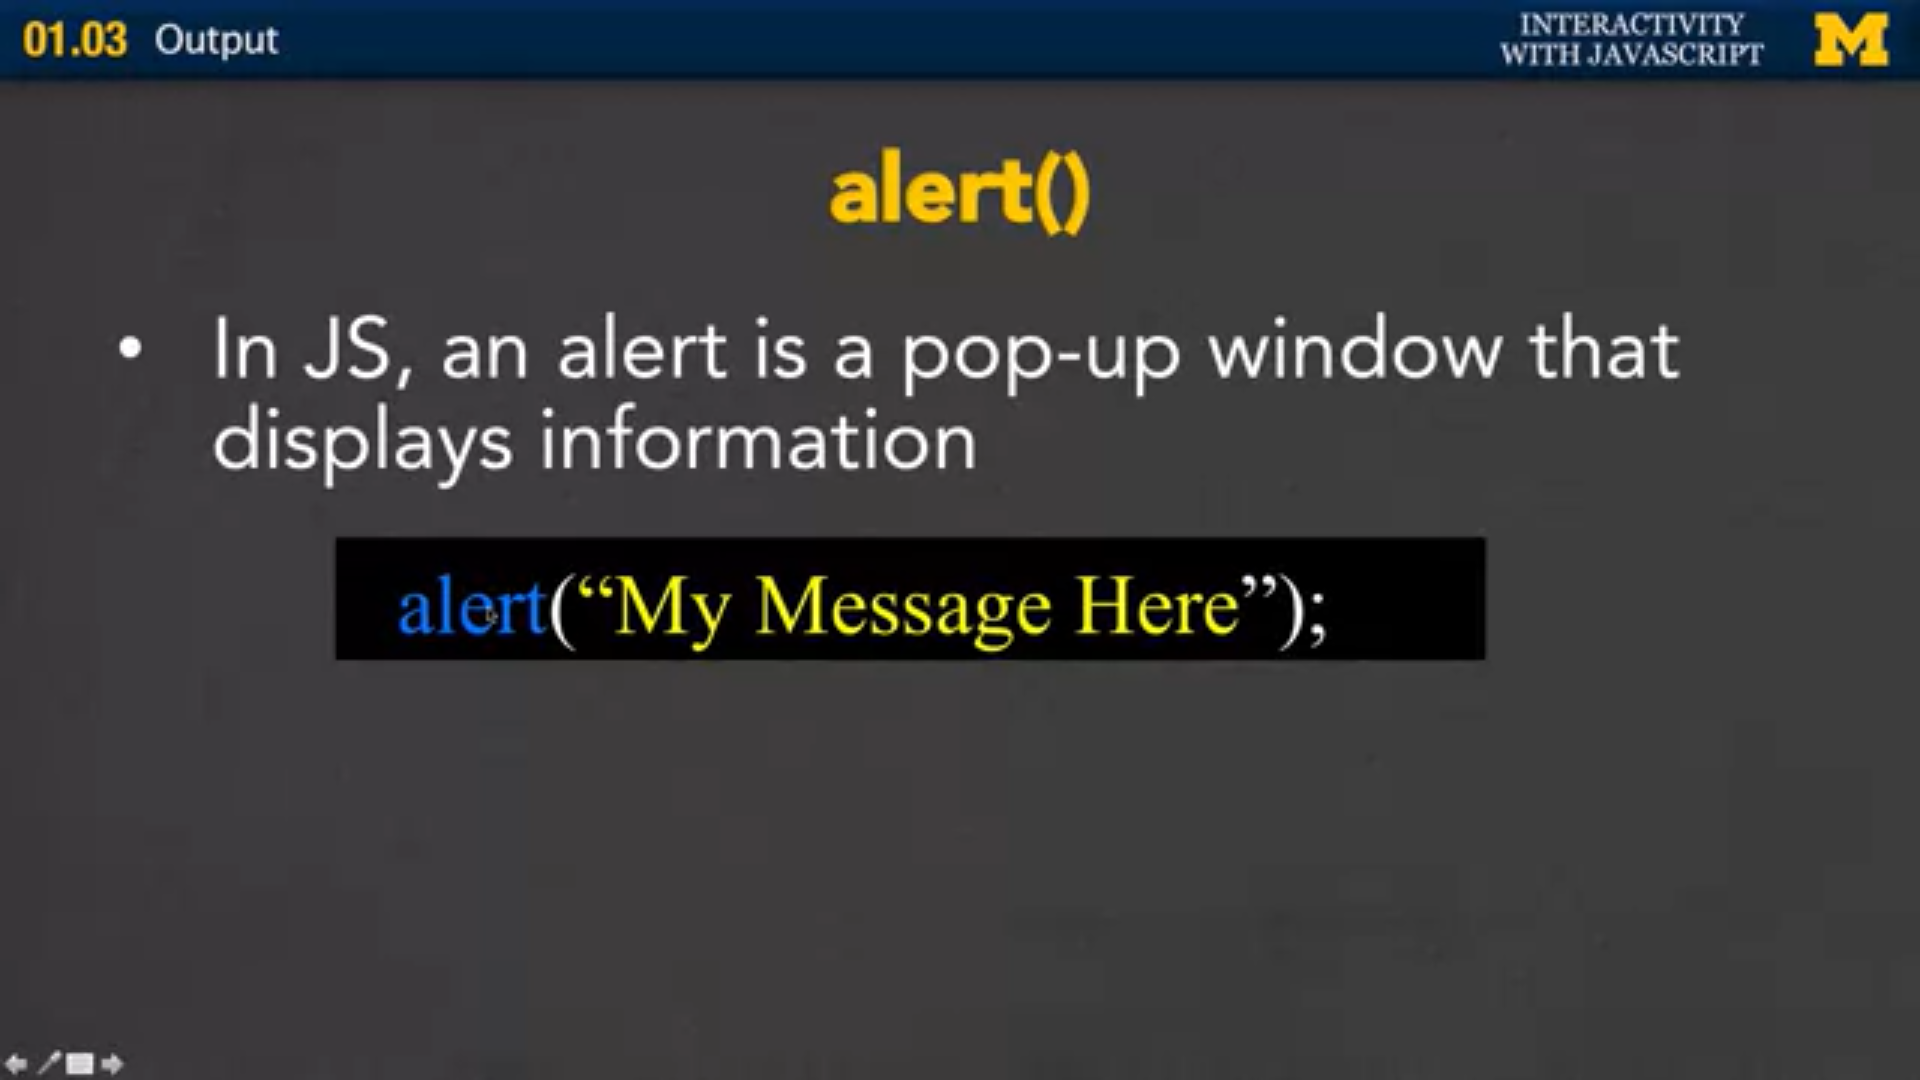 01.03 Output
INTERACTIVITY
WITH JAVASCRIPT
M
alert()
• In JS, an alert is a pop-up window that
displays information
alert(“My Message Here”);